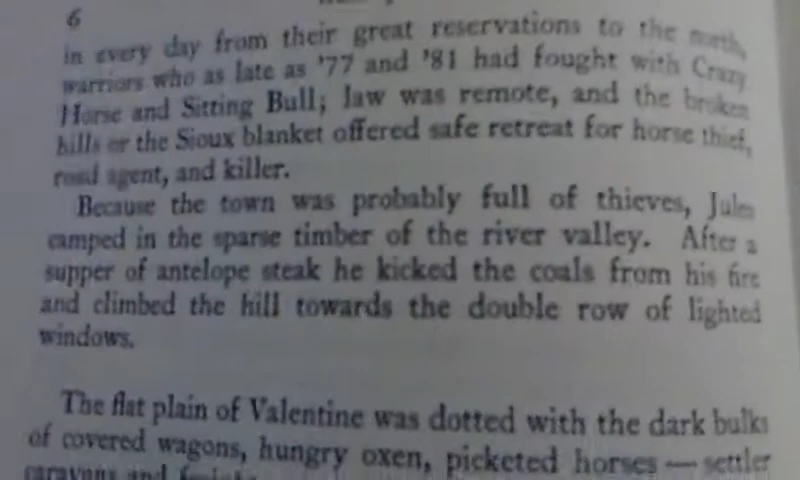 6
in every day from their great reservations to the north,
warriors who as late as '77 and '81 had fought with Crazy
Horse and Sitting Bull; law was remote, and the broken
hills or the Sioux blanket offered safe retreat for horse thief,
road agent, and killer.
Because the town was probably full of thieves, Jules
camped in the sparse timber of the river valley. After a
supper of antelope steak he kicked the coals from his fire
and climbed the hill towards the double row of lighted
windows.
The flat plain of Valentine was dotted with the dark bulks
of covered wagons, hungry oxen, picketed horses — settler
caravans and